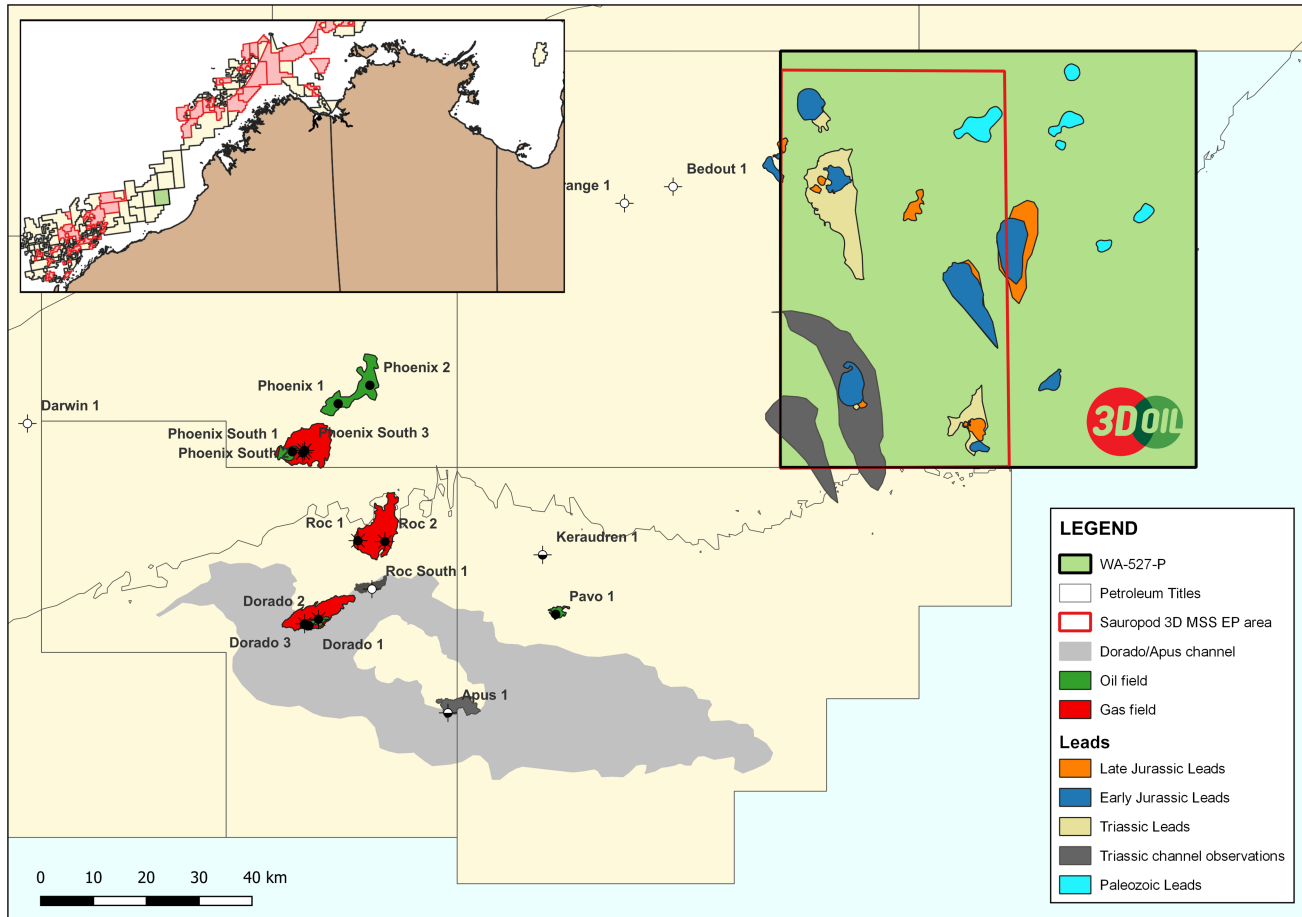 Bedout 1
range 1
Phoenix 2
Phoenix 1
Darwin 1
Phoenix South 1
Phoenix South 3
Phoenix South
3DOIL
Roc 1
Roc 2
Keraudren 1
Roc South 1
Dorado 2
Pavo 1
Dorado 3
Dorado 1
Apus 1
LEGEND
WA-527-P
Petroleum Titles
Sauropod 3D MSS EP area
Dorado/Apus channel
Oil field
Gas field
Leads
Late Jurassic Leads
Early Jurassic Leads
Triassic Leads
Triassic channel observations
Paleozoic Leads
0 10 20 30 40 km